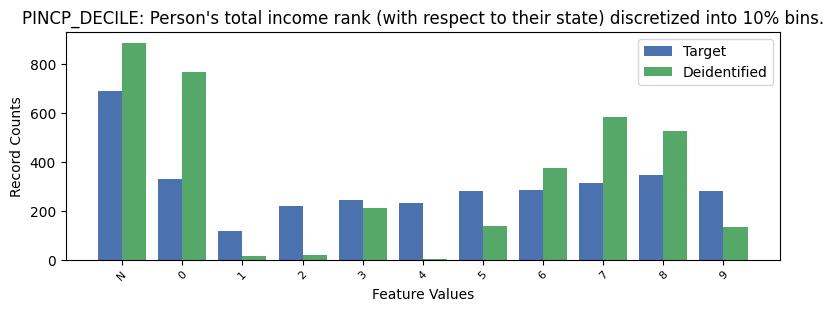 PINCP_DECILE: Person's total income rank (with respect to their state) discretized into 10% bins.
Target
Deidentified
Record Counts
800
600
400
200
0
N 0 1 2 3 4 5 6 7 8 9
Feature Values